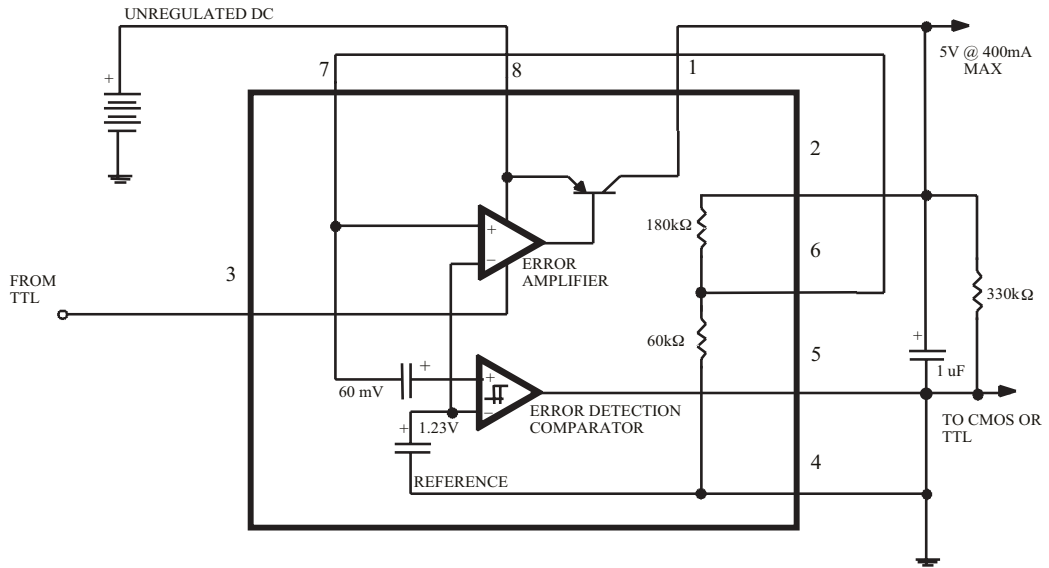 UNREGULATED DC
+
7
8
1
5V @ 400mA
MAX
2
180kΩ
+
−
ERROR
AMPLIFIER
6
3
FROM
TTL
330kΩ
60kΩ
5
+
1 uF
+
60 mV
+
−
ERROR DETECTION
COMPARATOR
+
1.23V
TO CMOS OR
TTL
4
REFERENCE